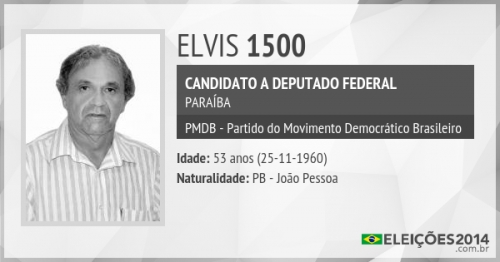 ELVIS 1500
CANDIDATO A DEPUTADO FEDERAL
PARAÍBA
PMDB - Partido do Movimento Democrático Brasileiro
Idade: 53 anos (25-11-1960)
Naturalidade: PB - João Pessoa
ELEIÇÕES2014
.com.br